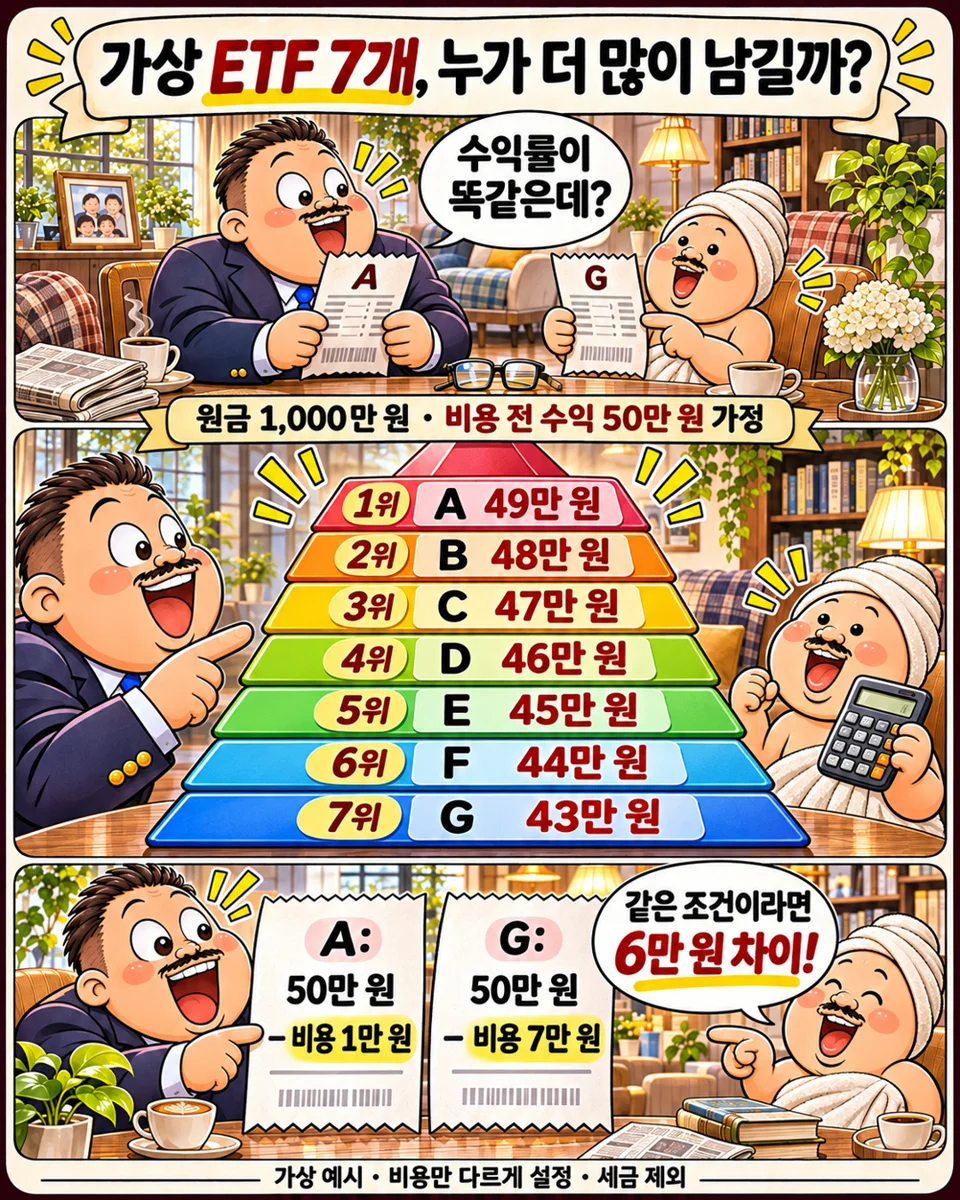 가상 ETF 7개, 누가 더 많이 남길까?
수익률이
똑같은데?
A
G
원금 1,000만 원 · 비용 전 수익 50만 원 가정
1위 A 49만 원
2위 B 48만 원
3위 C 47만 원
4위 D 46만 원
5위 E 45만 원
6위 F 44만 원
7위 G 43만 원
A:
50만 원
– 비용 1만 원
G:
50만 원
– 비용 7만 원
같은 조건이라면
6만 원 차이!
가상 예시 · 비용만 다르게 설정 · 세금 제외